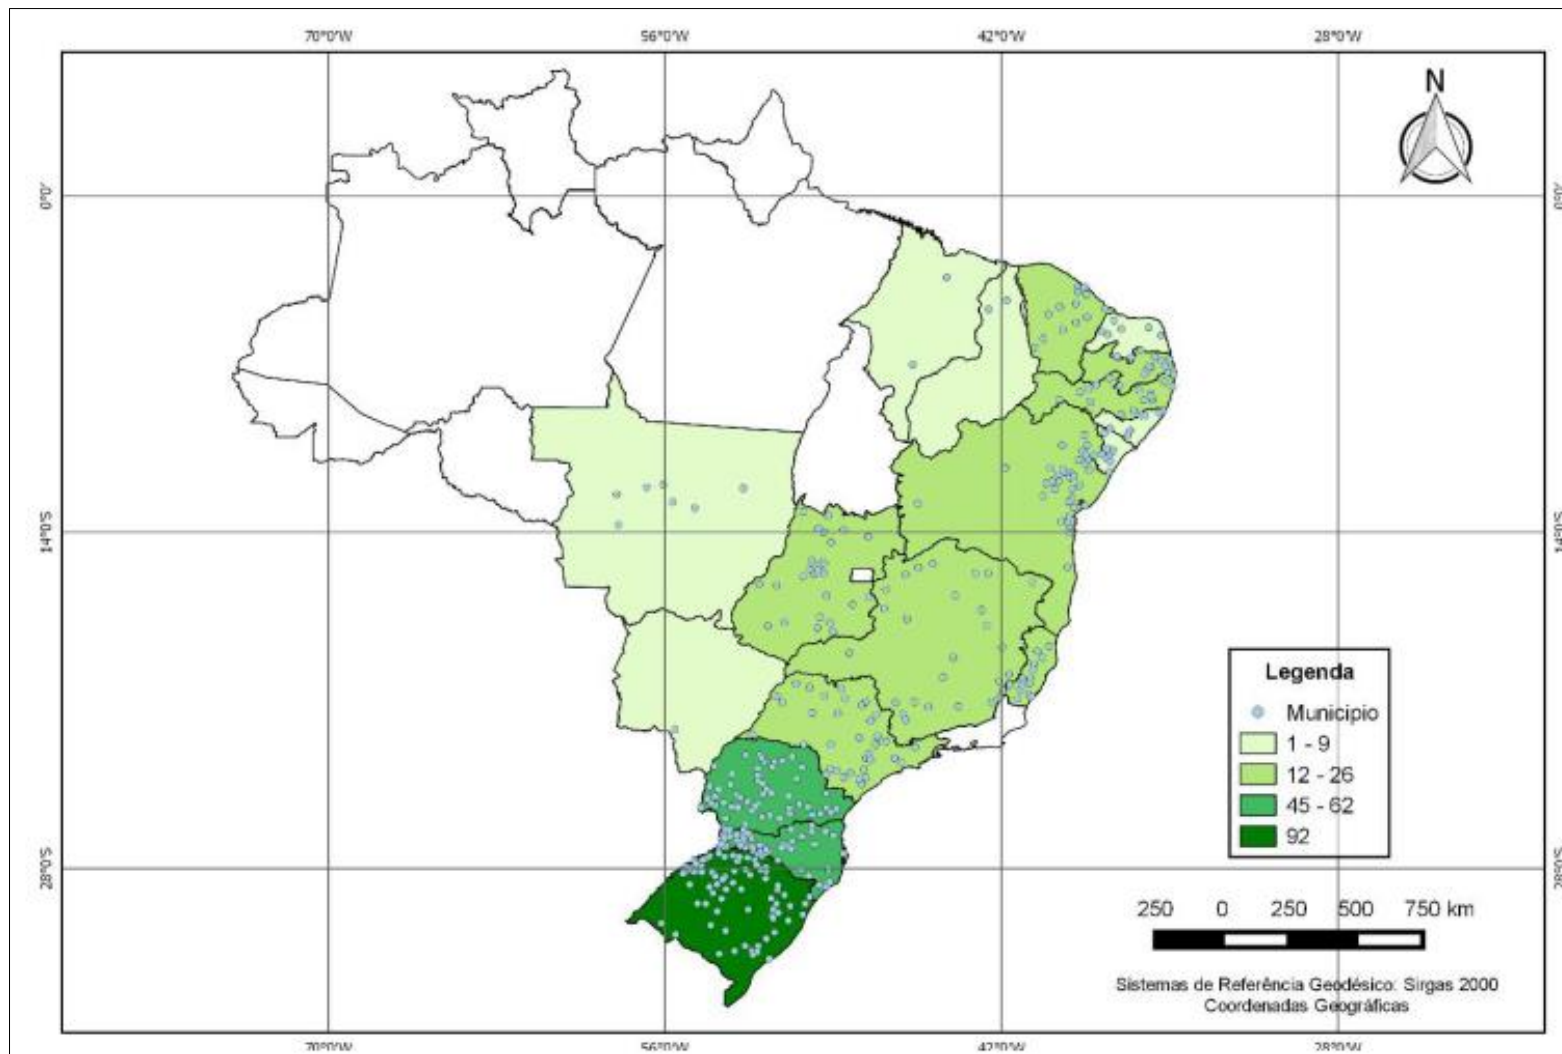 70°0'W 56°0'W 42°0'W 28°0'W
N
0°0' 0°0'
14°0'S 14°0'S
Legenda
Municipio
1 - 9
12 - 26
45 - 62
92
28°0'S 28°0'S
250 0 250 500 750 km
Sistemas de Referência Geodésico: Sirgas 2000
Coordenadas Geográficas
70°0'W 56°0'W 42°0'W 28°0'W